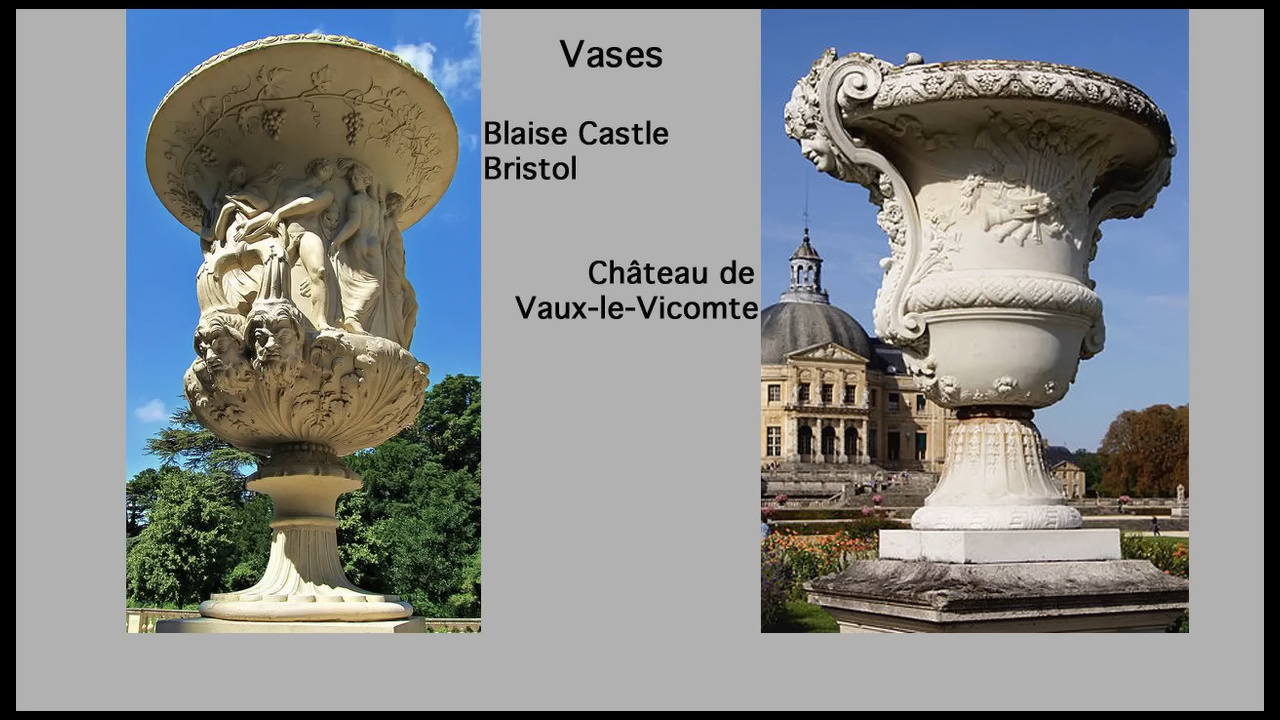 Vases
Blaise Castle
Bristol
Château de
Vaux-le-Vicomte